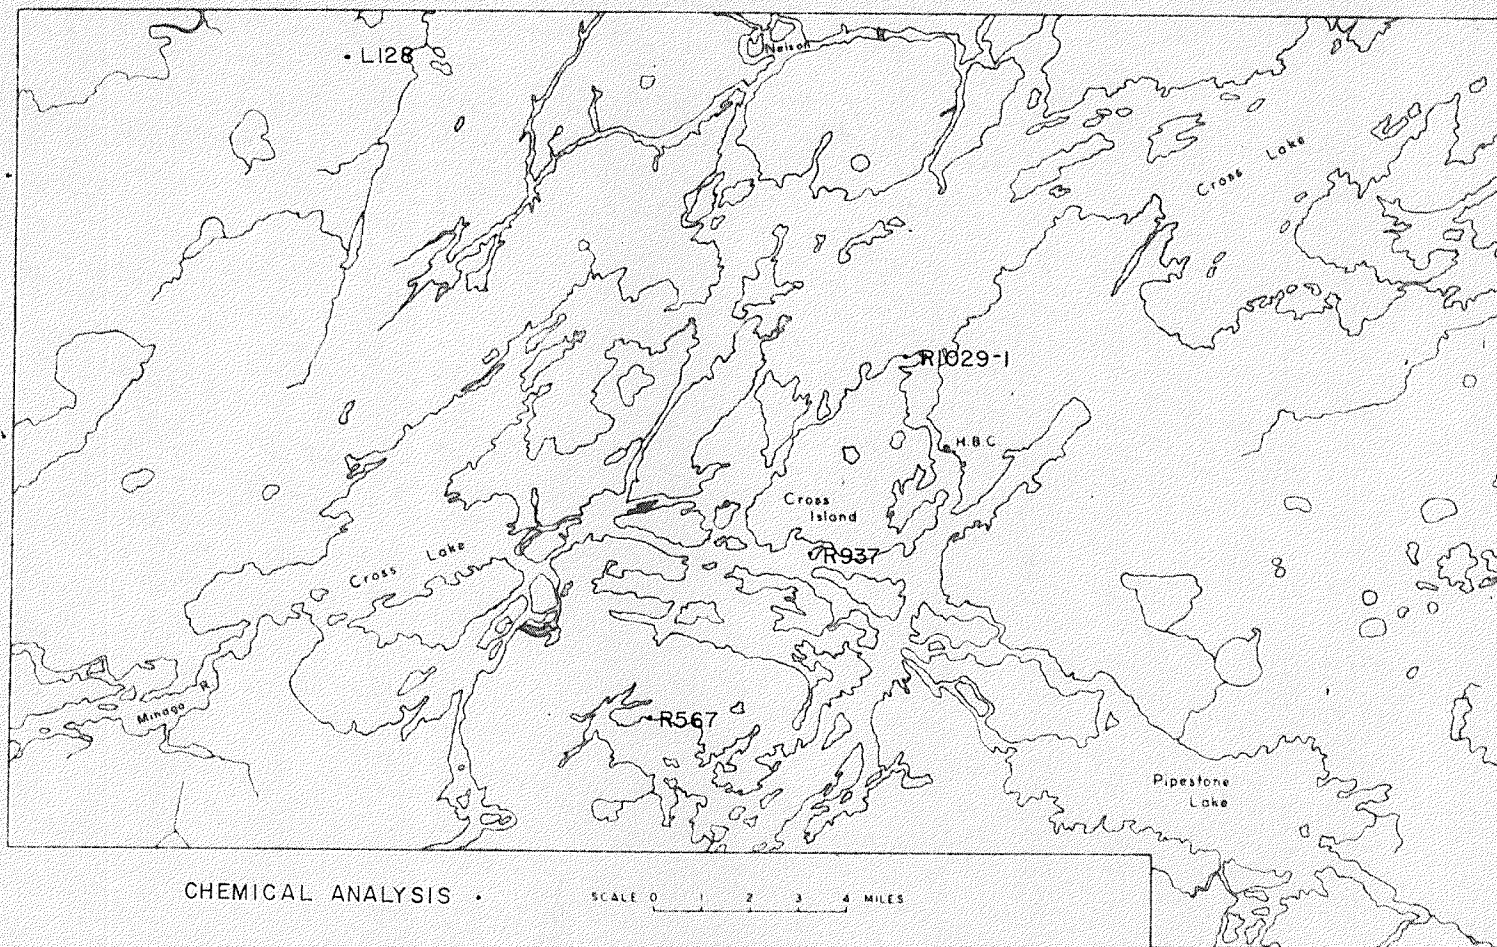 L128
Nelson
Cross Lake
R1029-1
H.B.C
Cross
Island
R937
Cross Lake
Minago R
R567
Pipestone
Lake
CHEMICAL ANALYSIS .
SCALE 0 1 2 3 4 MILES